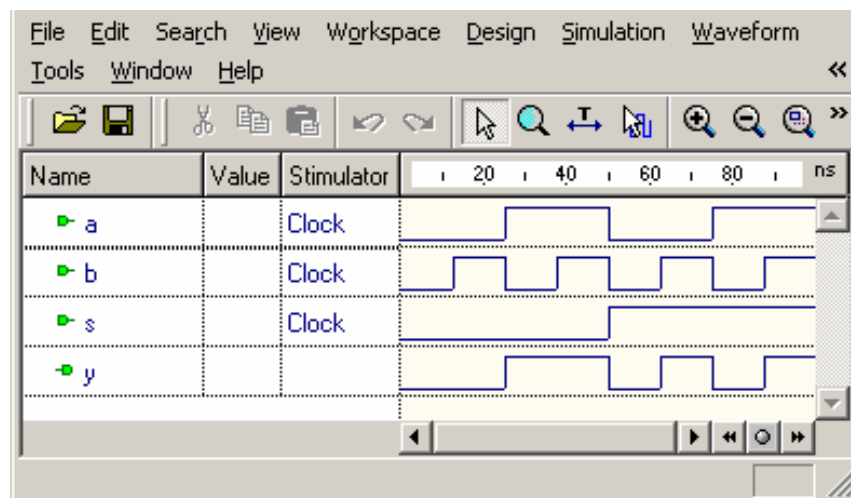 File Edit Search View Workspace Design Simulation Waveform
Tools Window Help
Name Value Stimulator 20 40 60 80 ns
a Clock
b Clock
s Clock
y